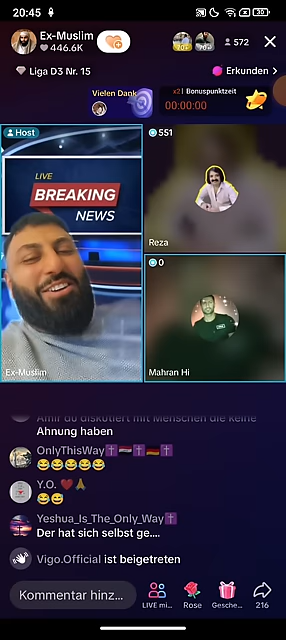 20:45
30
Ex-Muslim
446.6K
572
Liga D3 Nr. 15
Erkunden >
Vielen Dank
x2 | Bonuspunktzeit
00:00:00
Host
551
LIVE
BREAKING
NEWS
Reza
0
Ex-Muslim
Mahran Hi
Amir du diskutiert mit Menschen die keine
Ahnung haben
OnlyThisWay✝️🇭🇷✝️🇩🇪✝️
😂😂😂😂😂
Y.O. ❤️🙏
😂😅
Yeshua_Is_The_Only_Way✝️
Der hat sich selbst ge....
Vigo.Official ist beigetreten
Kommentar hinz...
LIVE mi...
Rose
Gesche...
216